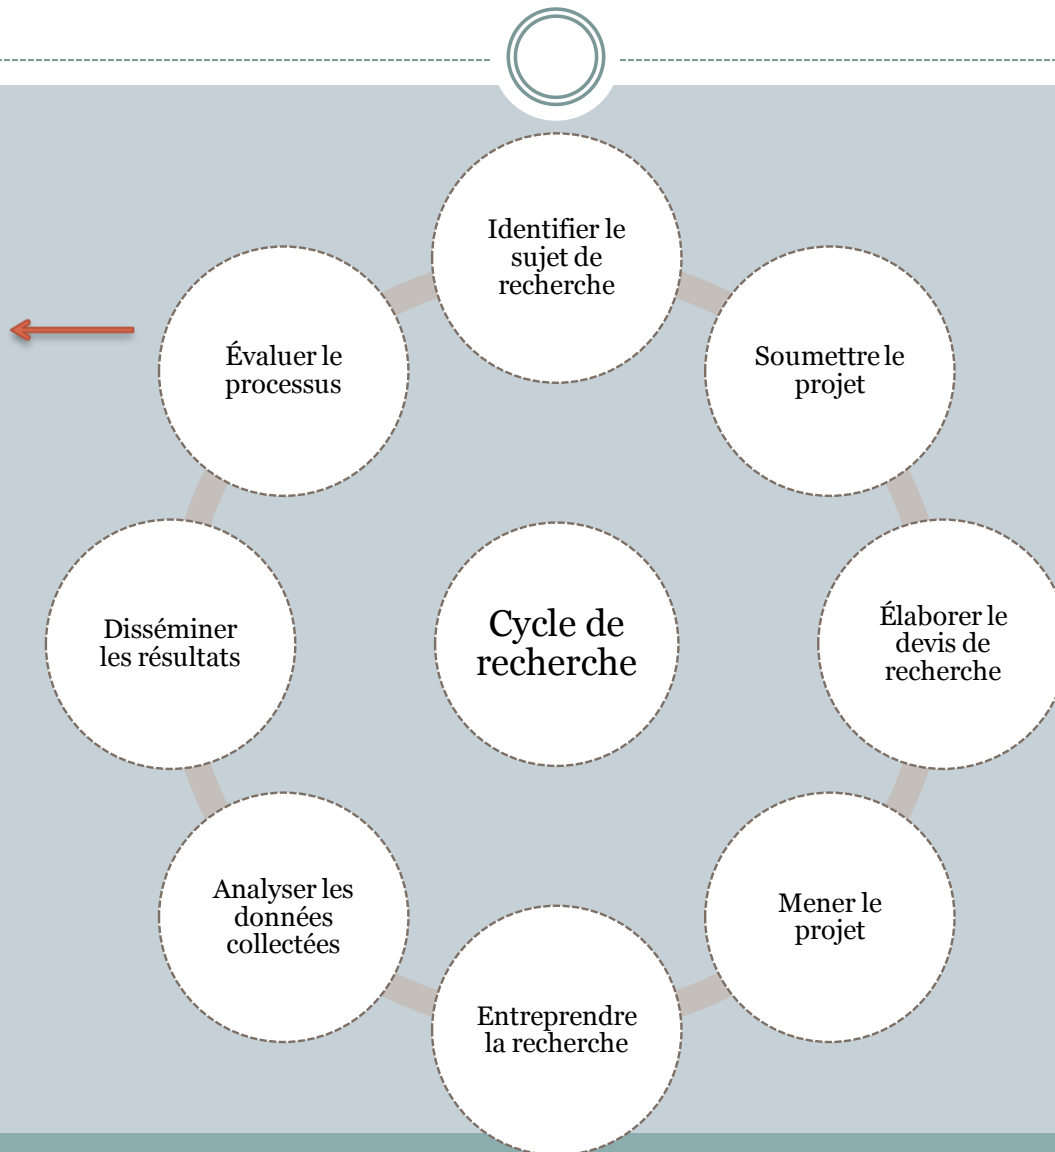 Identifier le
sujet de
recherche
Soumettre le
projet
Élaborer le
devis de
recherche
Mener le
projet
Entreprendre
la recherche
Analyser les
données
collectées
Disséminer
les résultats
Évaluer le
processus
Cycle de
recherche